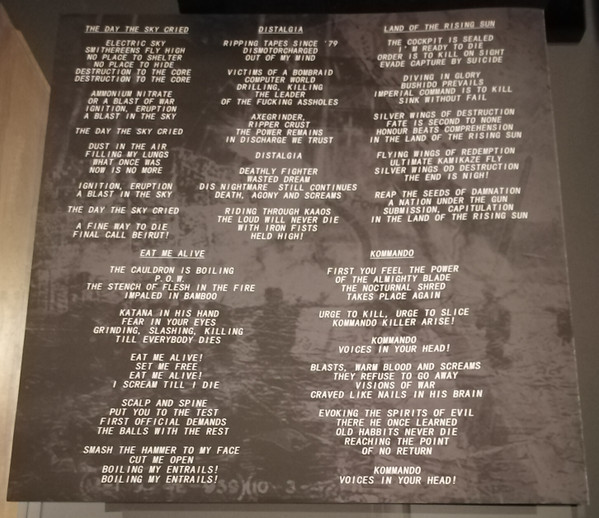 THE DAY THE SKY CRIED
ELECTRIC SKY
SMITHEREENS FLY HIGH
NO PLACE TO SHELTER
NO PLACE TO HIDE
DESTRUCTION TO THE CORE
DESTRUCTION TO THE CORE
AMMONIUM NITRATE
OR A BLAST OF WAR
IGNITION, ERUPTION
A BLAST IN THE SKY
THE DAY THE SKY CRIED
DUST IN THE AIR
FILLING MY LUNGS
WHAT ONCE WAS
NOW IS NO MORE
IGNITION, ERUPTION
A BLAST IN THE SKY
THE DAY THE SKY CRIED
A FINE WAY TO DIE
FINAL CALL BEIRUT!
DISTALGIA
RIPPING TAPES SINCE '79
DISMOTORCHARGED
OUT OF MY MIND
VICTIMS OF A BOMBRAID
COMPUTER WORLD
DRILLING, KILLING
THE LEADER
OF THE FUCKING ASSHOLES
AXEGRINDER,
RIPPER CRUST
THE POWER REMAINS
IN DISCHARGE WE TRUST
DISTALGIA
DEATHLY FIGHTER
WASTED DREAM
DIS NIGHTMARE STILL CONTINUES
DEATH, AGONY AND SCREAMS
RIDING THROUGH KAAOS
THE LOUD WILL NEVER DIE
WITH IRON FISTS
HELD HIGH!
LAND OF THE RISING SUN
THE COCKPIT IS SEALED
I'M READY TO DIE
ORDER IS TO KILL ON SIGHT
EVADE CAPTURE BY SUICIDE
DIVING IN GLORY
BUSHIDO PREVAILS
IMPERIAL COMMAND IS TO KILL
SINK WITHOUT FAIL
SILVER WINGS OF DESTRUCTION
FATE IS SECOND TO NONE
HONOUR BEATS COMPREHENSION
IN THE LAND OF THE RISING SUN
FLYING WINGS OF REDEMPTION
ULTIMATE KAMIKAZE FLY
SILVER WINGS OD DESTRUCTION
THE END IS NIGH!
REAP THE SEEDS OF DAMNATION
A NATION UNDER THE GUN
SUBMISSION, CAPITULATION
IN THE LAND OF THE RISING SUN
EAT ME ALIVE
THE CAULDRON IS BOILING
P.O.W.
THE STENCH OF FLESH IN THE FIRE
IMPALED IN BAMBOO
KATANA IN HIS HAND
FEAR IN YOUR EYES
GRINDING, SLASHING, KILLING
TILL EVERYBODY DIES
EAT ME ALIVE!
SET ME FREE
EAT ME ALIVE!
I SCREAM TILL I DIE
SCALP AND SPINE
PUT YOU TO THE TEST
FIRST OFFICIAL DEMANDS
THE BALLS WITH THE REST
SMASH THE HAMMER TO MY FACE
CUT ME OPEN
BOILING MY ENTRAILS!
BOILING MY ENTRAILS!
KOMMANDO
FIRST YOU FEEL THE POWER
OF THE ALMIGHTY BLADE
THE NOCTURNAL SHRED
TAKES PLACE AGAIN
URGE TO KILL, URGE TO SLICE
KOMMANDO KILLER ARISE!
KOMMANDO
VOICES IN YOUR HEAD!
BLASTS, WARM BLOOD AND SCREAMS
THEY REFUSE TO GO AWAY
VISIONS OF WAR
CRAVED LIKE NAILS IN HIS BRAIN
EVOKING THE SPIRITS OF EVIL
THERE HE ONCE LEARNED
OLD HABBITS NEVER DIE
REACHING THE POINT
OF NO RETURN
KOMMANDO
VOICES IN YOUR HEAD!